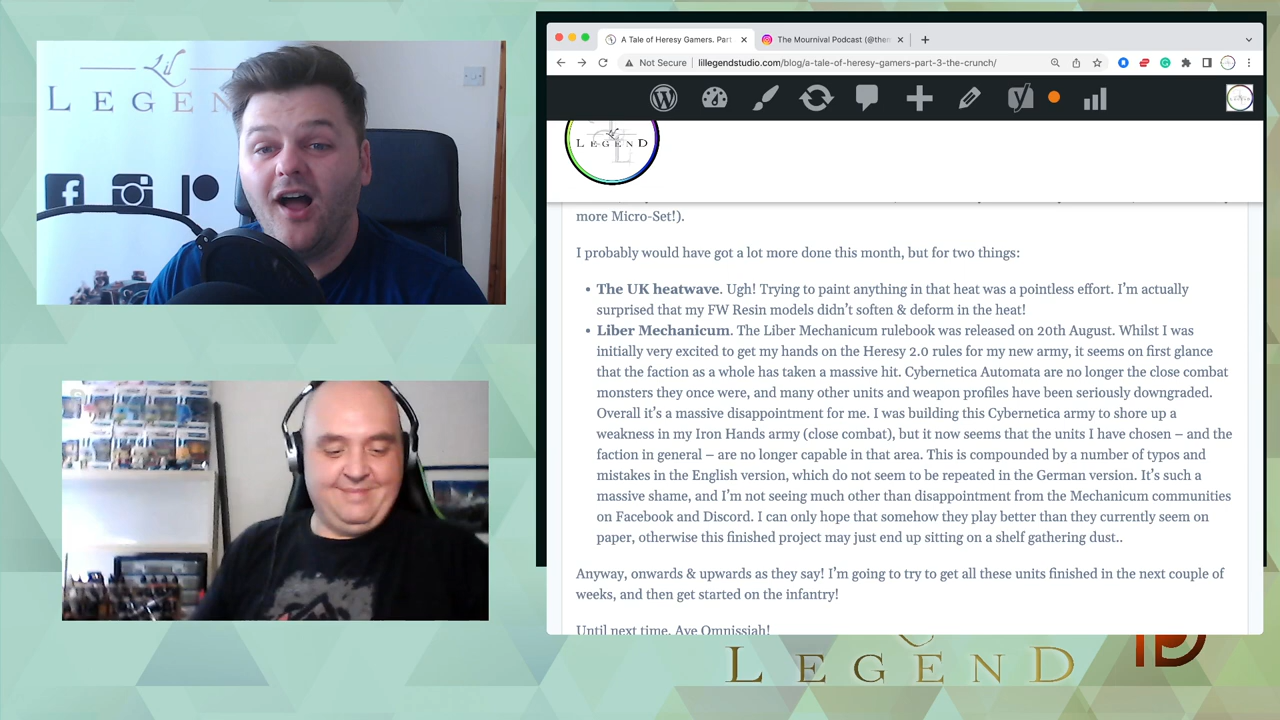 Lil
LEGEN
A Tale of Heresy Gamers. Part
The Mournival Podcast (@then
Not Secure
lillegendstudio.com/blog/a-tale-of-heresy-gamers-part-3-the-crunch/
LEGEND
more Micro-Set!).
I probably would have got a lot more done this month, but for two things:
• The UK heatwave. Ugh! Trying to paint anything in that heat was a pointless effort. I’m actually
surprised that my FW Resin models didn’t soften & deform in the heat!
• Liber Mechanicum. The Liber Mechanicum rulebook was released on 20th August. Whilst I was
initially very excited to get my hands on the Heresy 2.0 rules for my new army, it seems on first glance
that the faction as a whole has taken a massive hit. Cybernetica Automata are no longer the close combat
monsters they once were, and many other units and weapon profiles have been seriously downgraded.
Overall it’s a massive disappointment for me. I was building this Cybernetica army to shore up a
weakness in my Iron Hands army (close combat), but it now seems that the units I have chosen – and the
faction in general – are no longer capable in that area. This is compounded by a number of typos and
mistakes in the English version, which do not seem to be repeated in the German version. It’s such a
massive shame, and I’m not seeing much other than disappointment from the Mechanicum communities
on Facebook and Discord. I can only hope that somehow they play better than they currently seem on
paper, otherwise this finished project may just end up sitting on a shelf gathering dust..
Anyway, onwards & upwards as they say! I’m going to try to get all these units finished in the next couple of
weeks, and then get started on the infantry!
Until next time, Ave Omnissiah!
LEGEND